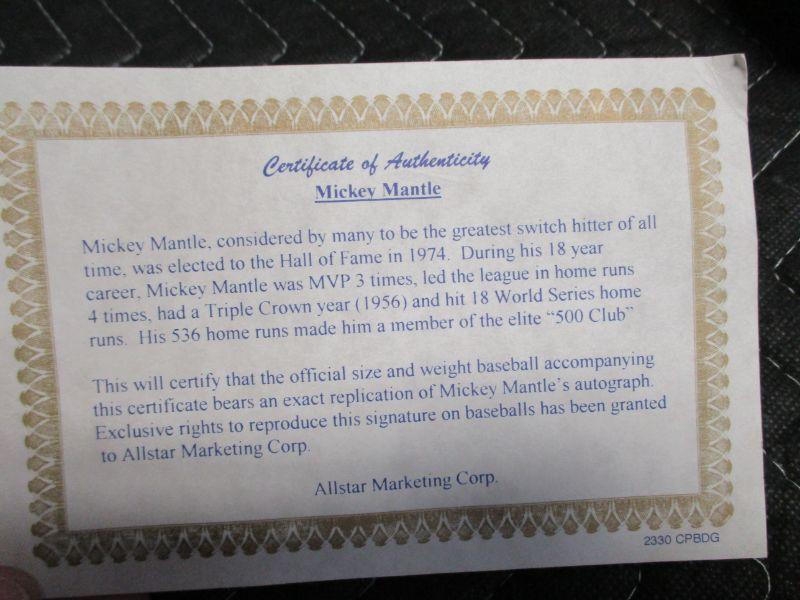 Certificate of Authenticity
Mickey Mantle
Mickey Mantle, considered by many to be the greatest switch hitter of all
time, was elected to the Hall of Fame in 1974. During his 18 year
career, Mickey Mantle was MVP 3 times, led the league in home runs
4 times, had a Triple Crown year (1956) and hit 18 World Series home
runs. His 536 home runs made him a member of the elite "500 Club"
This will certify that the official size and weight baseball accompanying
this certificate bears an exact replication of Mickey Mantle's autograph.
Exclusive rights to reproduce this signature on baseballs has been granted
to Allstar Marketing Corp.
Allstar Marketing Corp.
2330 CPBDG